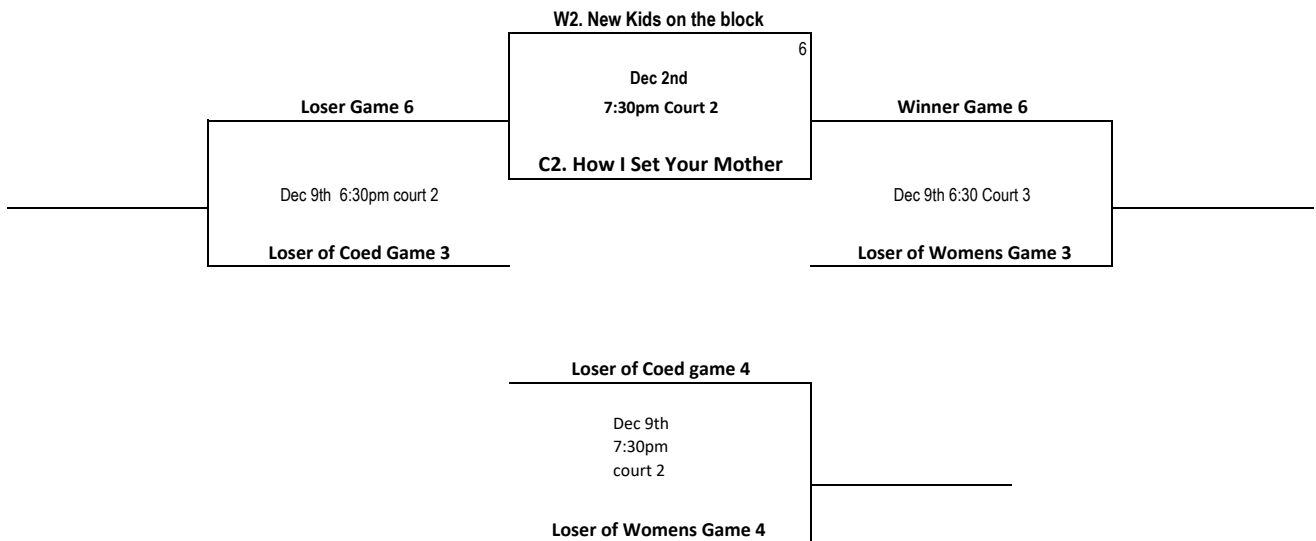 W2. New Kids on the block
6
Dec 2nd
Loser Game 6
7:30pm Court 2
Winner Game 6
C2. How I Set Your Mother
Dec 9th  6:30pm court 2
Dec 9th 6:30 Court 3
Loser of Coed Game 3
Loser of Womens Game 3
Loser of Coed game 4
Dec 9th
7:30pm
court 2
Loser of Womens Game 4